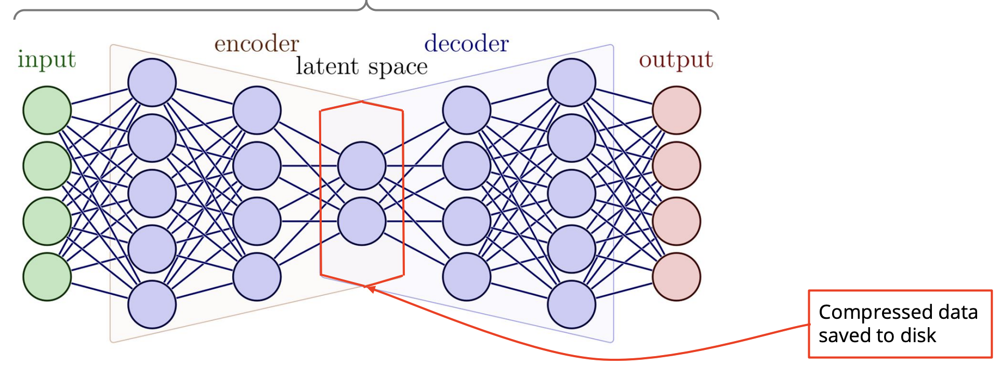 input
encoder
latent space
decoder
output
Compressed data
saved to disk